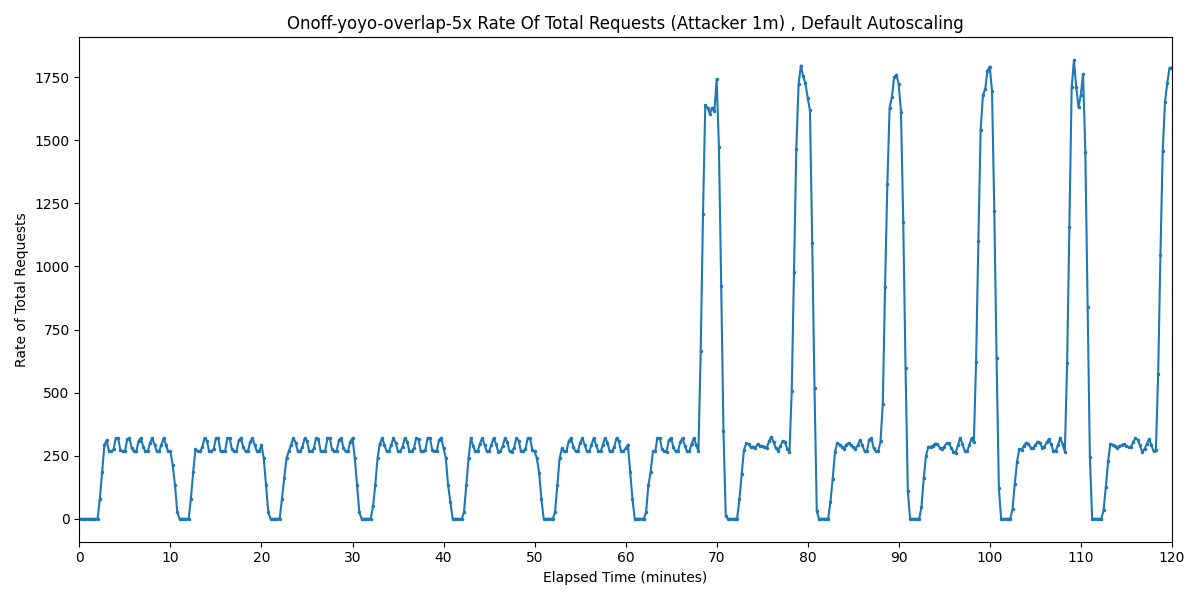 Onoff-yoyo-overlap-5x Rate Of Total Requests (Attacker 1m) , Default Autoscaling
Rate of Total Requests
1750
1500
1250
1000
750
500
250
0
0 10 20 30 40 50 60 70 80 90 100 110 120
Elapsed Time (minutes)